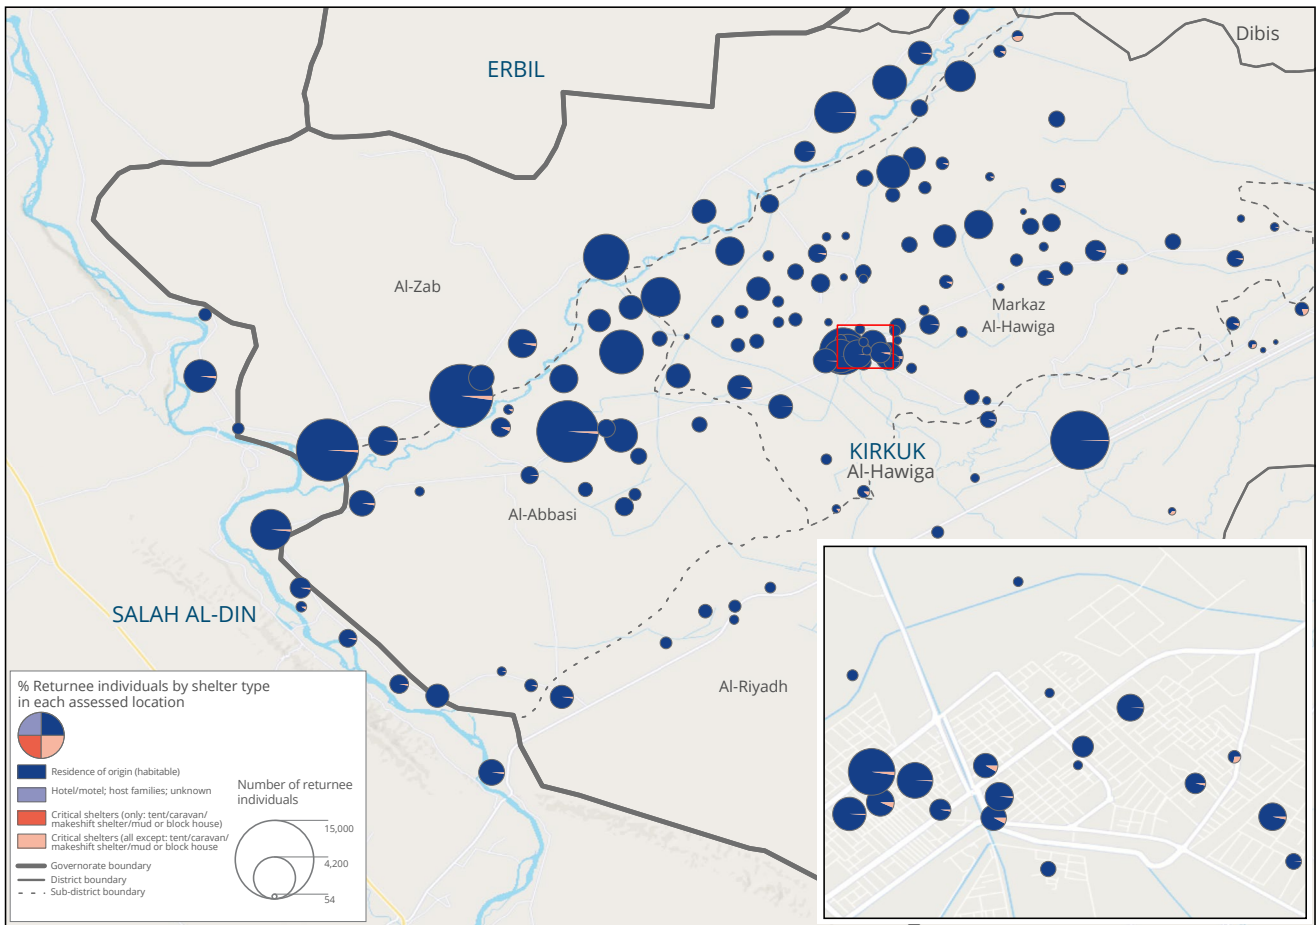 Dibis
ERBIL
Al-Zab
Markaz
Al-Hawiga
KIRKUK
Al-Hawiga
Al-Abbasi
SALAH AL-DIN
Al-Riyadh
% Returnee individuals by shelter type
in each assessed location
Residence of origin (habitable)
Hotel/motel; host families; unknown
Critical shelters (only: tent/caravan/
makeshift shelter/mud or block house)
Critical shelters (all except: tent/caravan/
makeshift shelter/mud or block house
Governorate boundary
District boundary
Sub-district boundary
Number of returnee
individuals
15,000
4,200
54